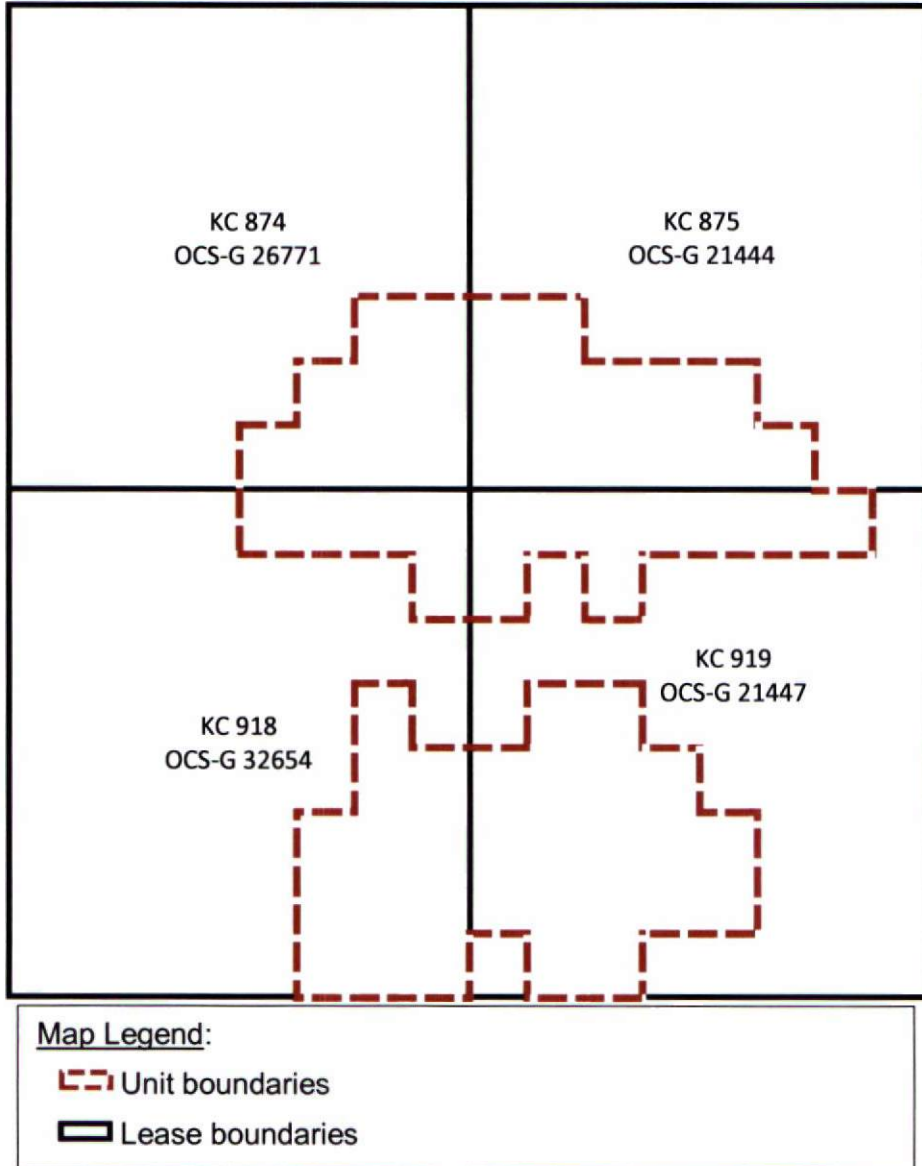 KC 874
OCS-G 26771
KC 875
OCS-G 21444
KC 919
OCS-G 21447
KC 918
OCS-G 32654
Map Legend:
Unit boundaries
Lease boundaries